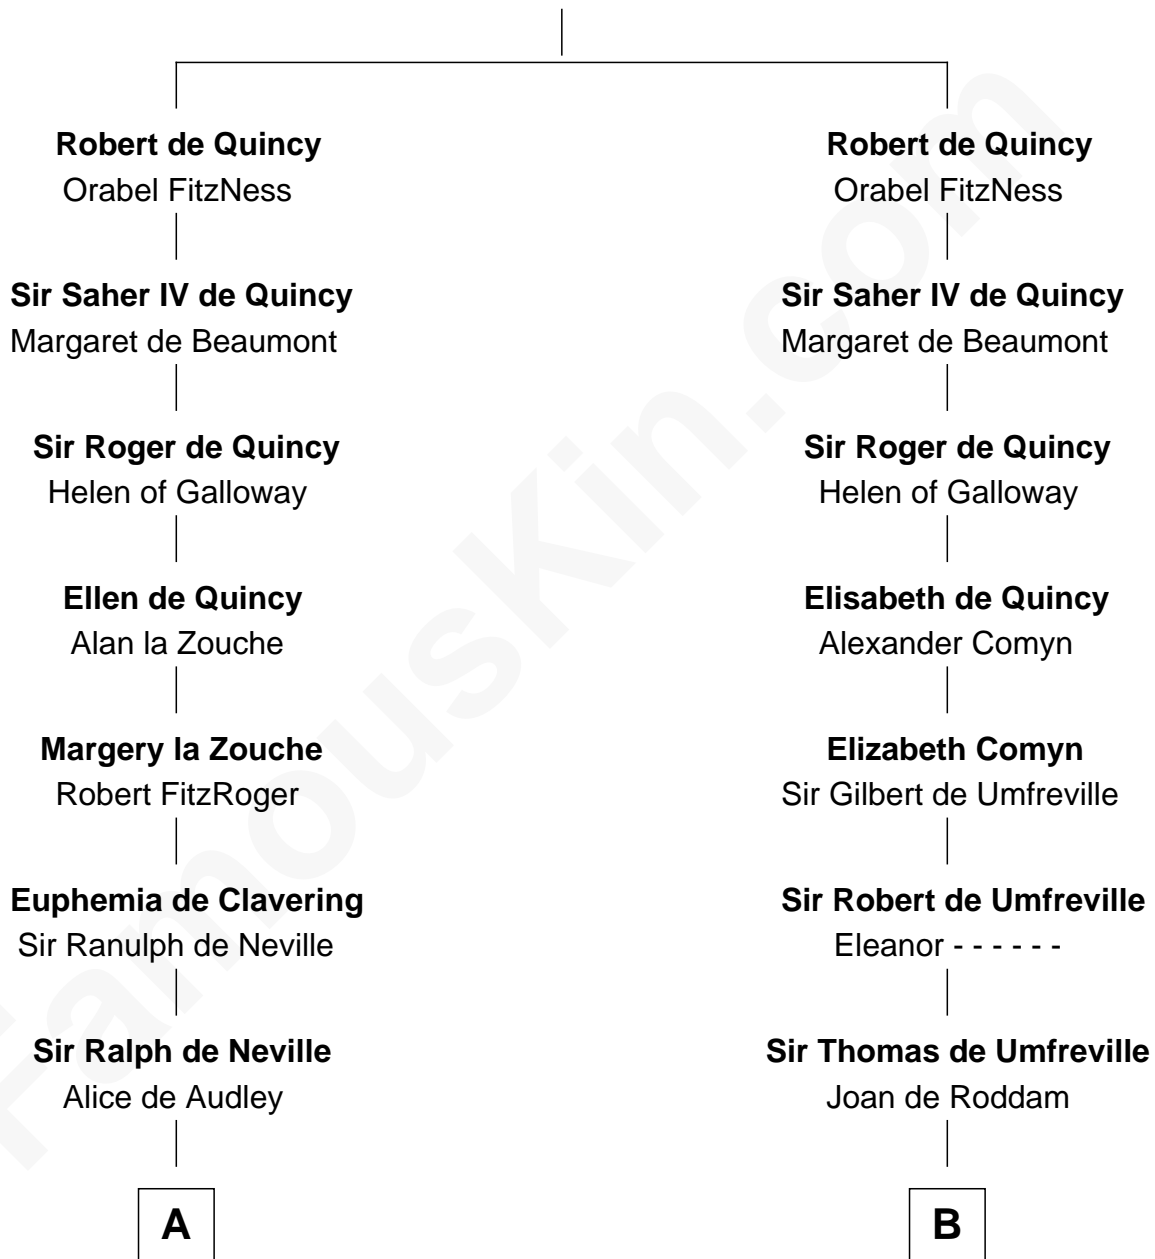 Robert de Quincy
Orabel FitzNess
Sir Saher IV de Quincy
Margaret de Beaumont
Sir Roger de Quincy
Helen of Galloway
Ellen de Quincy
Alan la Zouche
Margery la Zouche
Robert FitzRoger
Euphemia de Clavering
Sir Ranulph de Neville
Sir Ralph de Neville
Alice de Audley
A
Robert de Quincy
Orabel FitzNess
Sir Saher IV de Quincy
Margaret de Beaumont
Sir Roger de Quincy
Helen of Galloway
Elisabeth de Quincy
Alexander Comyn
Elizabeth Comyn
Sir Gilbert de Umfreville
Sir Robert de Umfreville
Eleanor - - - - - -
Sir Thomas de Umfreville
Joan de Roddam
B
FamousKin.com